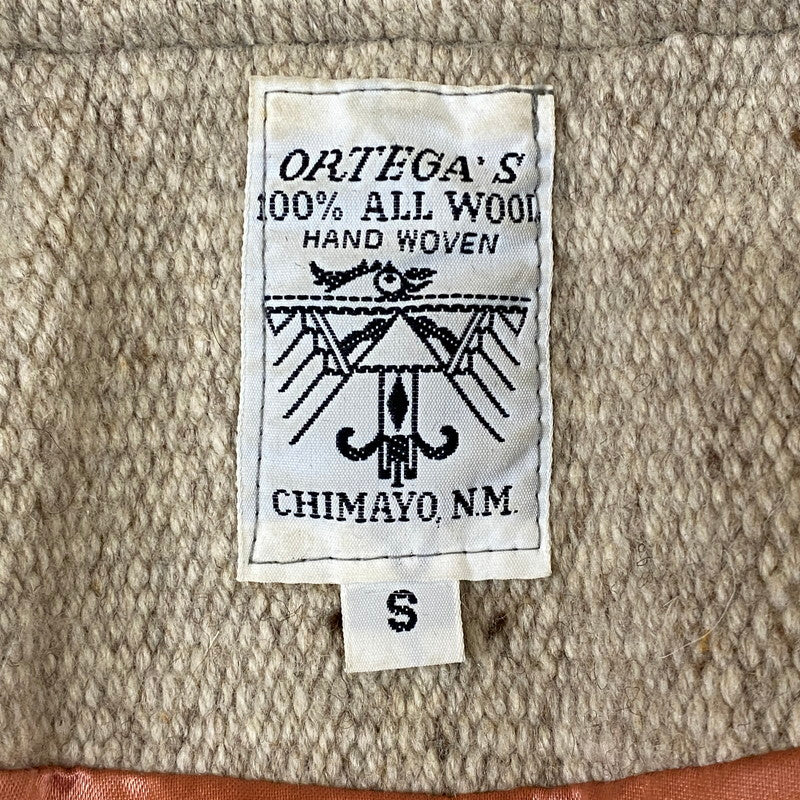 ORTEGA'S
100% ALL WOOL
HAND WOVEN
CHIMAYO, N.M.
S